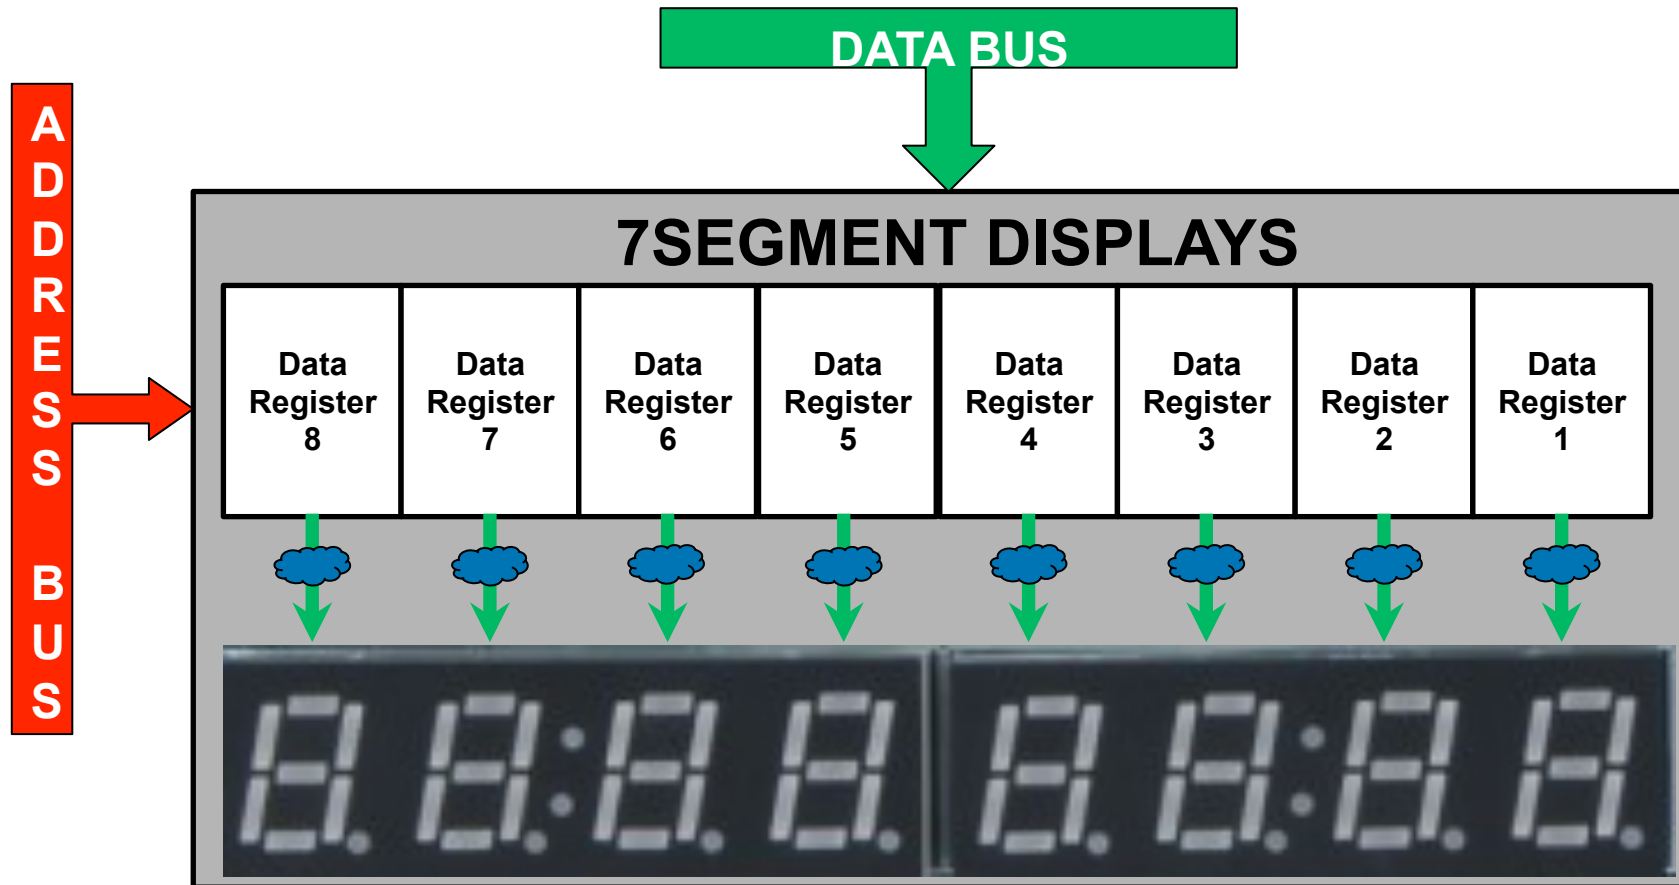 DATA BUS
ADDRESS BUS
7SEGMENT DISPLAYS
Data Register 8
Data Register 7
Data Register 6
Data Register 5
Data Register 4
Data Register 3
Data Register 2
Data Register 1